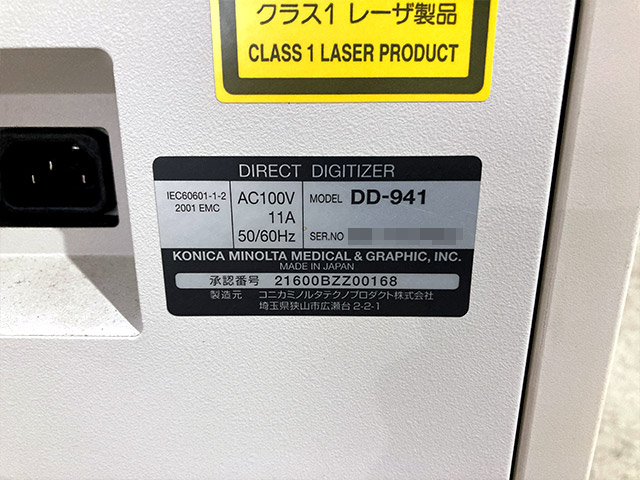 クラス1 レーザ製品
CLASS 1 LASER PRODUCT
DIRECT DIGITIZER
IEC60601-1-2
2001 EMC
AC100V
11A
50/60Hz
MODEL DD-941
SER.NO
KONICA MINOLTA MEDICAL & GRAPHIC, INC.
MADE IN JAPAN
承認番号 21600BZZ00168
製造元 コニカミノルタテクノプロダクト株式会社
埼玉県狭山市広瀬台2-2-1